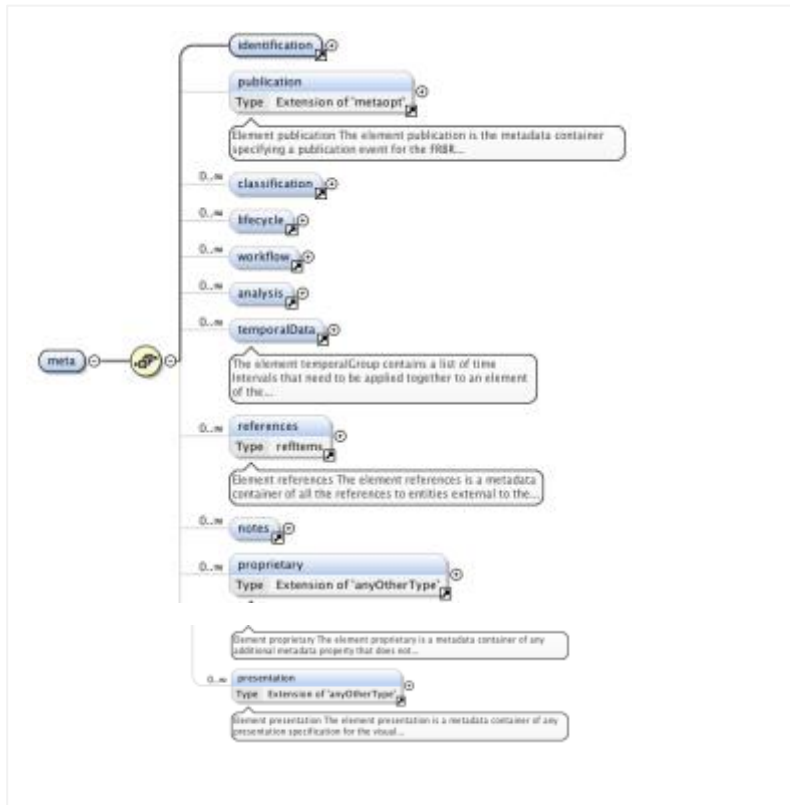 identification
publication
Type Extension of 'metaopt'
Element publication The element publication is the metadata container
specifying a publication event for the FRBR...
0..∞ classification
0..∞ lifecycle
0..∞ workflow
0..∞ analysis
0..∞ temporalData
meta
The element temporalGroup contains a list of time
Intervals that need to be applied together to an element
of the...
0..∞ references
Type refItems
Element references The element references is a metadata
container of all the references to entities external to the...
0..∞ notes
0..∞ proprietary
Type Extension of 'anyOtherType'
Element proprietary The element proprietary is a metadata container of any
additional metadata property that does not...
0..∞ presentation
Type Extension of 'anyOtherType'
Element presentation The element presentation is a metadata container of any
presentation specification for the visual...